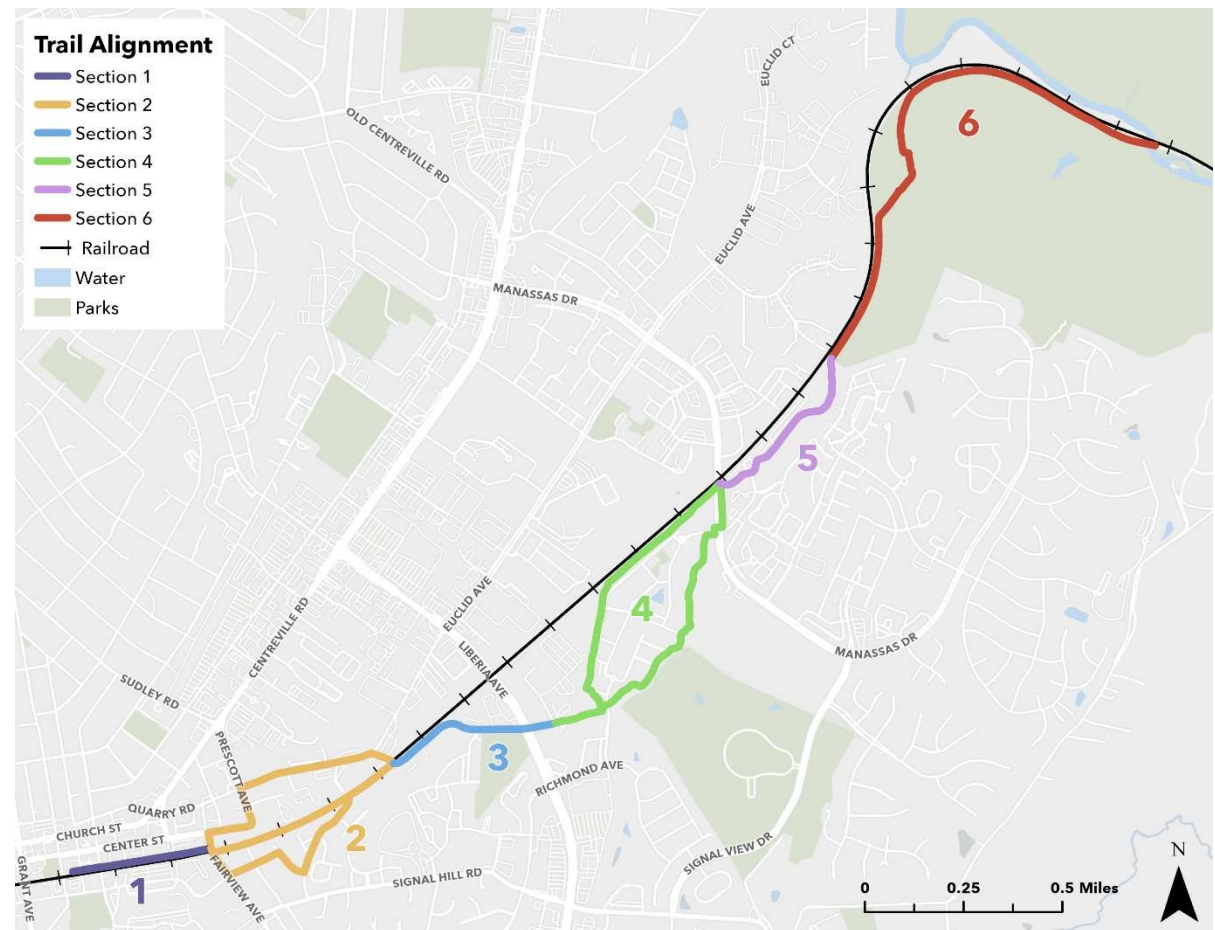 Trail Alignment
Section 1
Section 2
Section 3
Section 4
Section 5
Section 6
Railroad
Water
Parks
EUCLID CT
OLD CENTREVILLE RD
6
EUCLID AVE
MANASSAS DR
5
EUCLID AVE
4
CENTREVILLE RD
LIBERIA AVE
MANASSAS DR
SUDLEY RD
PRESCOTT AVE
3
RICHMOND AVE
QUARRY RD
CHURCH ST
CENTER ST
2
SIGNAL VIEW DR
GRANT AVE
1
FAIRVIEW AVE
SIGNAL HILL RD
0 0.25 0.5 Miles
N